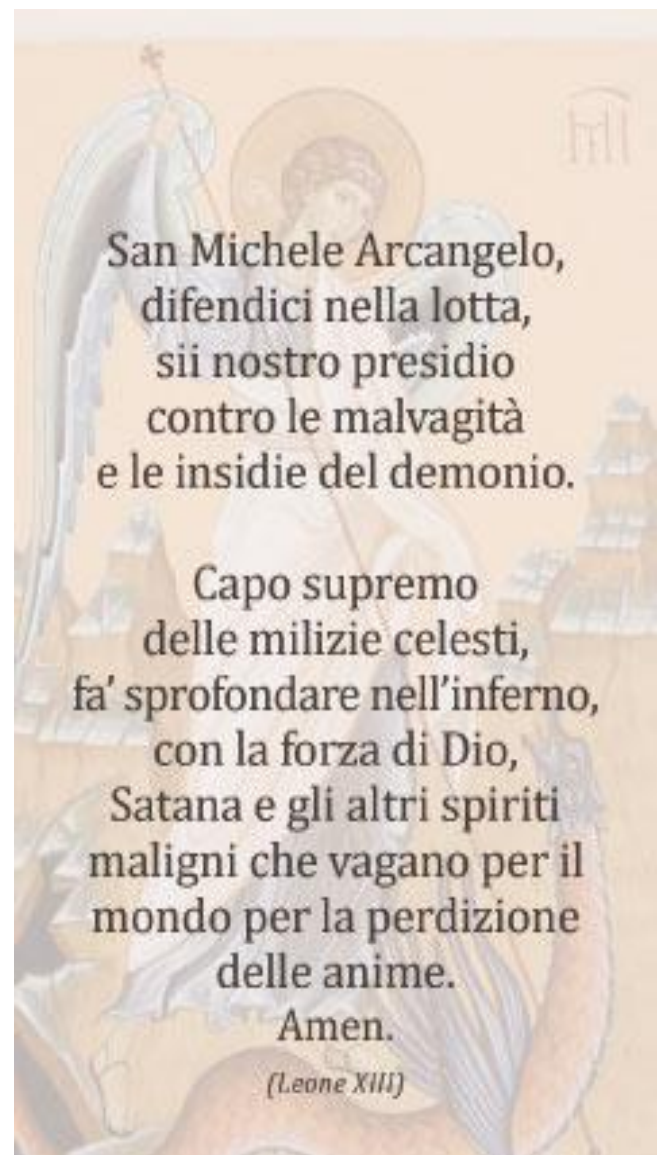 San Michele Arcangelo,
difendici nella lotta,
sii nostro presidio
contro le malvagità
e le insidie del demonio.
Capo supremo
delle milizie celesti,
fa’ sprofondare nell’inferno,
con la forza di Dio,
Satana e gli altri spiriti
maligni che vagano per il
mondo per la perdizione
delle anime.
Amen.
(Leone XIII)